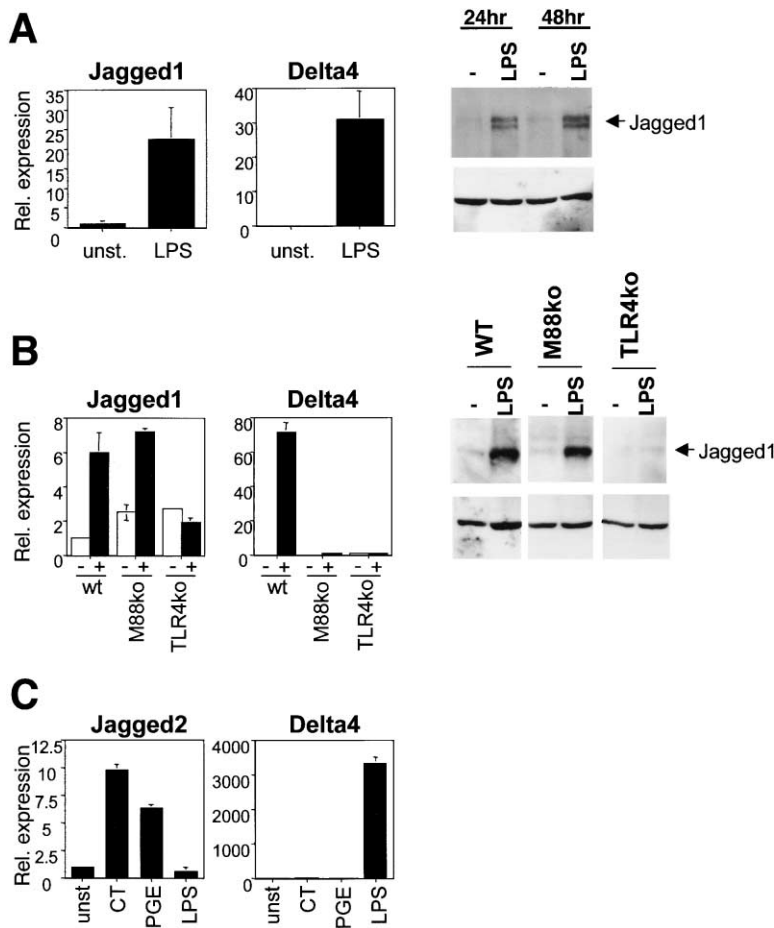 A
Jagged1
Delta4
24hr 48hr
- LPS - LPS
Rel. expression
35
30
25
20
15
10
5
0
40
30
20
10
0
unst. LPS
unst. LPS
Jagged1
B
Jagged1
Delta4
WT M88ko TLR4ko
- LPS - LPS - LPS
Rel. expression
8
6
4
2
0
80
60
40
20
0
- + - + - +
wt M88ko TLR4ko
- + - + - +
wt M88ko TLR4ko
Jagged1
C
Jagged2
Delta4
Rel. expression
12.5
10
7.5
5
2.5
0
4000
3000
2000
1000
0
unst CT PGE LPS
unst CT PGE LPS